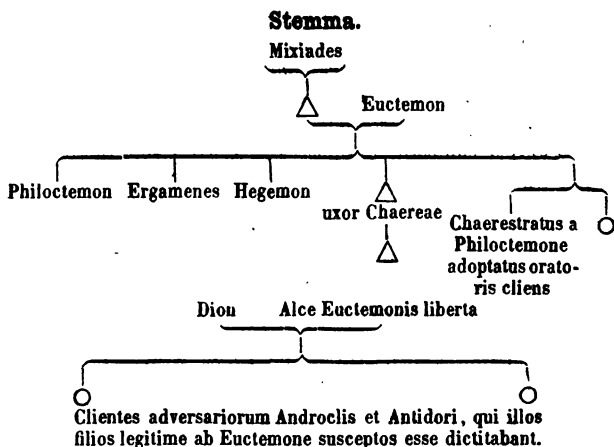 Stemma.
Mixiades
Euctemon
Philoctemon Ergamenes Hegemon
uxor Chaereae
Chaerestratus a
Philoctemone
adoptatus orato-
ris cliens
Dion Alce Euctemonis liberta
Clientes adversariorum Androclis et Antidori, qui illos
filios legitime ab Euctemone susceptos esse dictitabant.